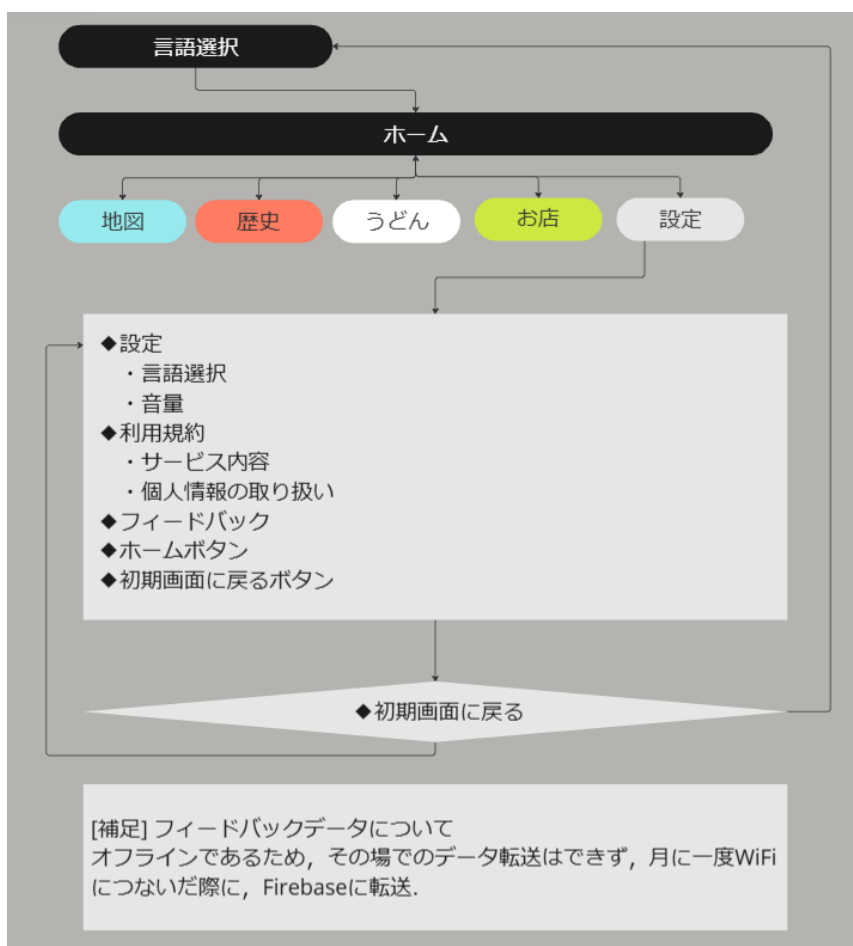 言語選択
ホーム
地図
歴史
うどん
お店
設定
◆設定
・言語選択
・音量
◆利用規約
・サービス内容
・個人情報の取り扱い
◆フィードバック
◆ホームボタン
◆初期画面に戻るボタン
◆初期画面に戻る
[補足] フィードバックデータについて
オフラインであるため，その場でのデータ転送はできず，月に一度WiFi
につないだ際に，Firebaseに転送.